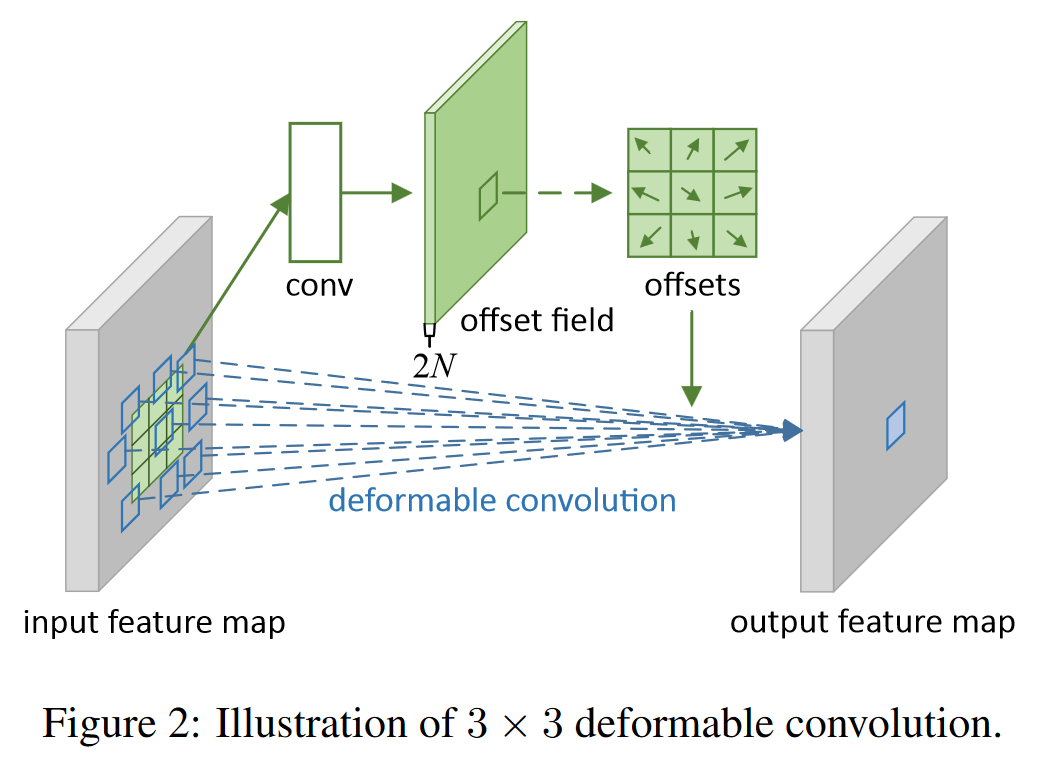 conv
offset field
2N
offsets
deformable convolution
input feature map
output feature map
Figure 2: Illustration of 3 × 3 deformable convolution.